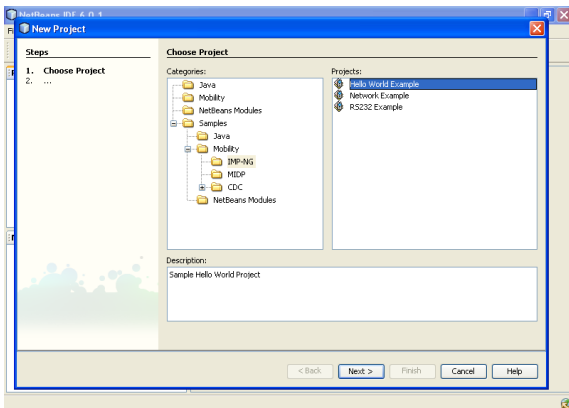 NetBeans IDE 6.0.1
New Project
Steps
1. Choose Project
2. ...
Choose Project
Categories:
Java
Mobility
NetBeans Modules
Samples
Java
Mobility
IMP-NG
MIDP
CDC
NetBeans Modules
Projects:
Hello World Example
Network Example
RS232 Example
Description:
Sample Hello World Project
< Back Next > Finish Cancel Help